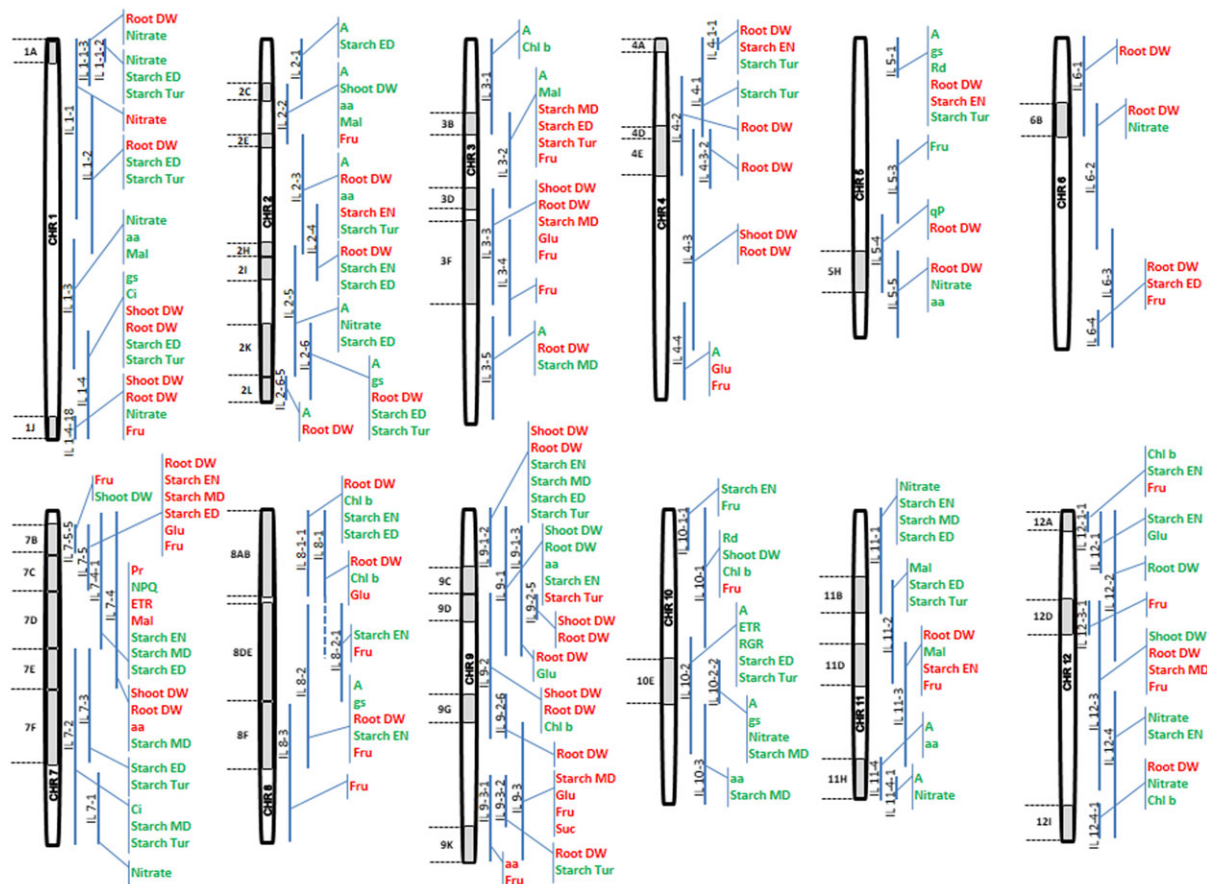 1A
1J
CHR 1
IL 1-1-3
IL 1-1-2
IL 1-1
IL 1-2
IL 1-3
IL 1-4
IL 1-4-18
Root DW
Nitrate
Nitrate
Starch ED
Starch Tur
Nitrate
Root DW
Starch ED
Starch Tur
Nitrate
aa
Mal
gs
Ci
Shoot DW
Root DW
Starch ED
Starch Tur
Shoot DW
Root DW
Nitrate
Fru
2C
2E
2H
2I
2K
2L
CHR 2
IL 2-1
IL 2-2
IL 2-3
IL 2-4
IL 2-5
IL 2-6
IL 2-6-5
A
Starch ED
A
Shoot DW
aa
Mal
Fru
A
Root DW
aa
Starch EN
Starch Tur
Root DW
Starch EN
Starch ED
A
Nitrate
Starch ED
A
gs
Root DW
Starch ED
Starch Tur
A
Root DW
3B
3D
3F
CHR 3
IL 3-1
IL 3-2
IL 3-3
IL 3-4
IL 3-5
A
Chl b
A
Mal
Starch MD
Starch ED
Starch Tur
Fru
Shoot DW
Root DW
Starch MD
Glu
Fru
Fru
A
Root DW
Starch MD
4A
4D
4E
CHR 4
IL 4-1-1
IL 4-1
IL 4-2
IL 4-3-2
IL 4-3
IL 4-4
Root DW
Starch EN
Starch Tur
Starch Tur
Root DW
Root DW
Shoot DW
Root DW
A
Glu
Fru
5H
CHR 5
IL 5-1
IL 5-3
IL 5-4
IL 5-5
A
gs
Rd
Root DW
Starch EN
Starch Tur
Fru
qP
Root DW
Root DW
Nitrate
aa
6B
CHR 6
IL 6-1
IL 6-2
IL 6-3
IL 6-4
Root DW
Root DW
Nitrate
Root DW
Starch ED
Fru
7B
7C
7D
7E
7F
CHR 7
IL 7-5-5
IL 7-5
IL 7-4-1
IL 7-4
IL 7-3
IL 7-2
IL 7-1
Fru
Shoot DW
Root DW
Starch EN
Starch MD
Starch ED
Glu
Fru
Pr
NPQ
ETR
Mal
Starch EN
Starch MD
Starch ED
Shoot DW
Root DW
aa
Starch MD
Starch ED
Starch Tur
Ci
Starch MD
Starch Tur
Nitrate
8AB
8DE
8F
CHR 8
IL 8-1-1
IL 8-1
IL 8-2-1
IL 8-2
IL 8-3
Root DW
Chl b
Starch EN
Starch ED
Root DW
Chl b
Glu
Starch EN
Fru
A
gs
Root DW
Starch EN
Fru
Fru
9C
9D
9G
9K
CHR 9
IL 9-1-2
IL 9-1-3
IL 9-1
IL 9-2-5
IL 9-2
IL 9-2-6
IL 9-3
IL 9-3-2
IL 9-3-1
Shoot DW
Root DW
Starch EN
Starch MD
Starch ED
Starch Tur
Shoot DW
Root DW
aa
Starch EN
Starch Tur
Shoot DW
Root DW
Root DW
Glu
Shoot DW
Root DW
Chl b
Root DW
Starch MD
Glu
Fru
Suc
Root DW
Starch Tur
aa
Fru
10E
CHR 10
IL 10-1-1
IL 10-1
IL 10-2
IL 10-2-2
IL 10-3
Starch EN
Fru
Rd
Shoot DW
Chl b
Fru
A
ETR
RGR
Starch ED
Starch Tur
A
gs
Nitrate
Starch MD
aa
Starch MD
11B
11D
11H
CHR 11
IL 11-1
IL 11-2
IL 11-3
IL 11-4
IL 11-4-1
Nitrate
Starch EN
Starch MD
Starch ED
Mal
Starch ED
Starch Tur
Root DW
Mal
Starch EN
Fru
A
aa
A
Nitrate
12A
12D
12I
CHR 12
IL 12-1-1
IL 12-1
IL 12-2
IL 12-3-1
IL 12-3
IL 12-4
IL 12-4-1
Chl b
Starch EN
Fru
Starch EN
Glu
Root DW
Fru
Shoot DW
Root DW
Starch MD
Fru
Nitrate
Starch EN
Root DW
Nitrate
Chl b